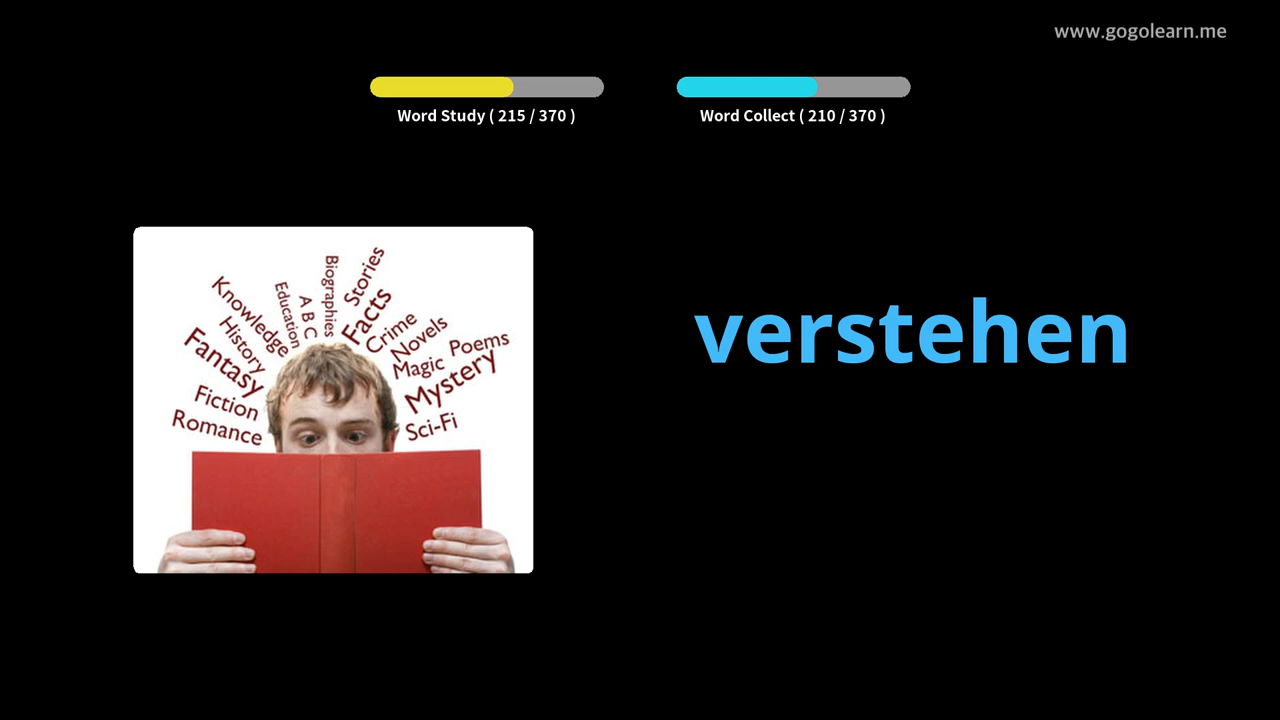 www.gogolearn.me
Word Study ( 215 / 370 )
Word Collect ( 210 / 370 )
verstehen
Romance
Fiction
Fantasy
History
Knowledge
Education
A B C
Biographies
Stories
Facts
Crime
Novels
Magic
Poems
Mystery
Sci-Fi